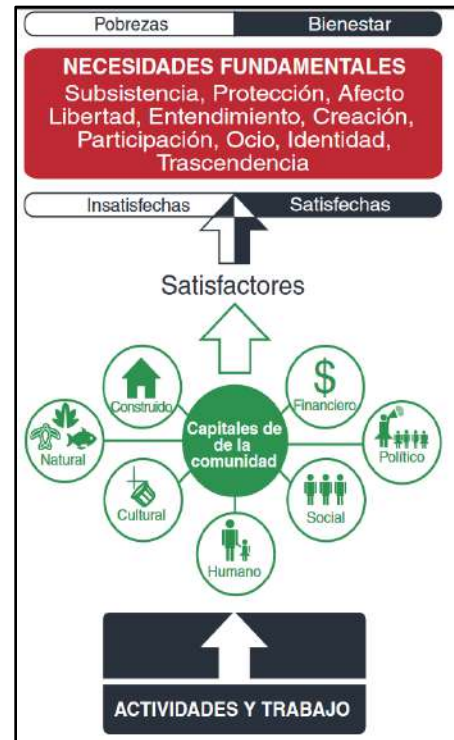 Pobrezas
Bienestar
NECESIDADES FUNDAMENTALES
Subsistencia, Protección, Afecto
Libertad, Entendimiento, Creación,
Participación, Ocio, Identidad,
Trascendencia
Insatisfechas
Satisfechas
Satisfactores
Construido
$
Financiero
Natural
Capitales de
de la
comunidad
Político
Cultural
Social
Humano
ACTIVIDADES Y TRABAJO